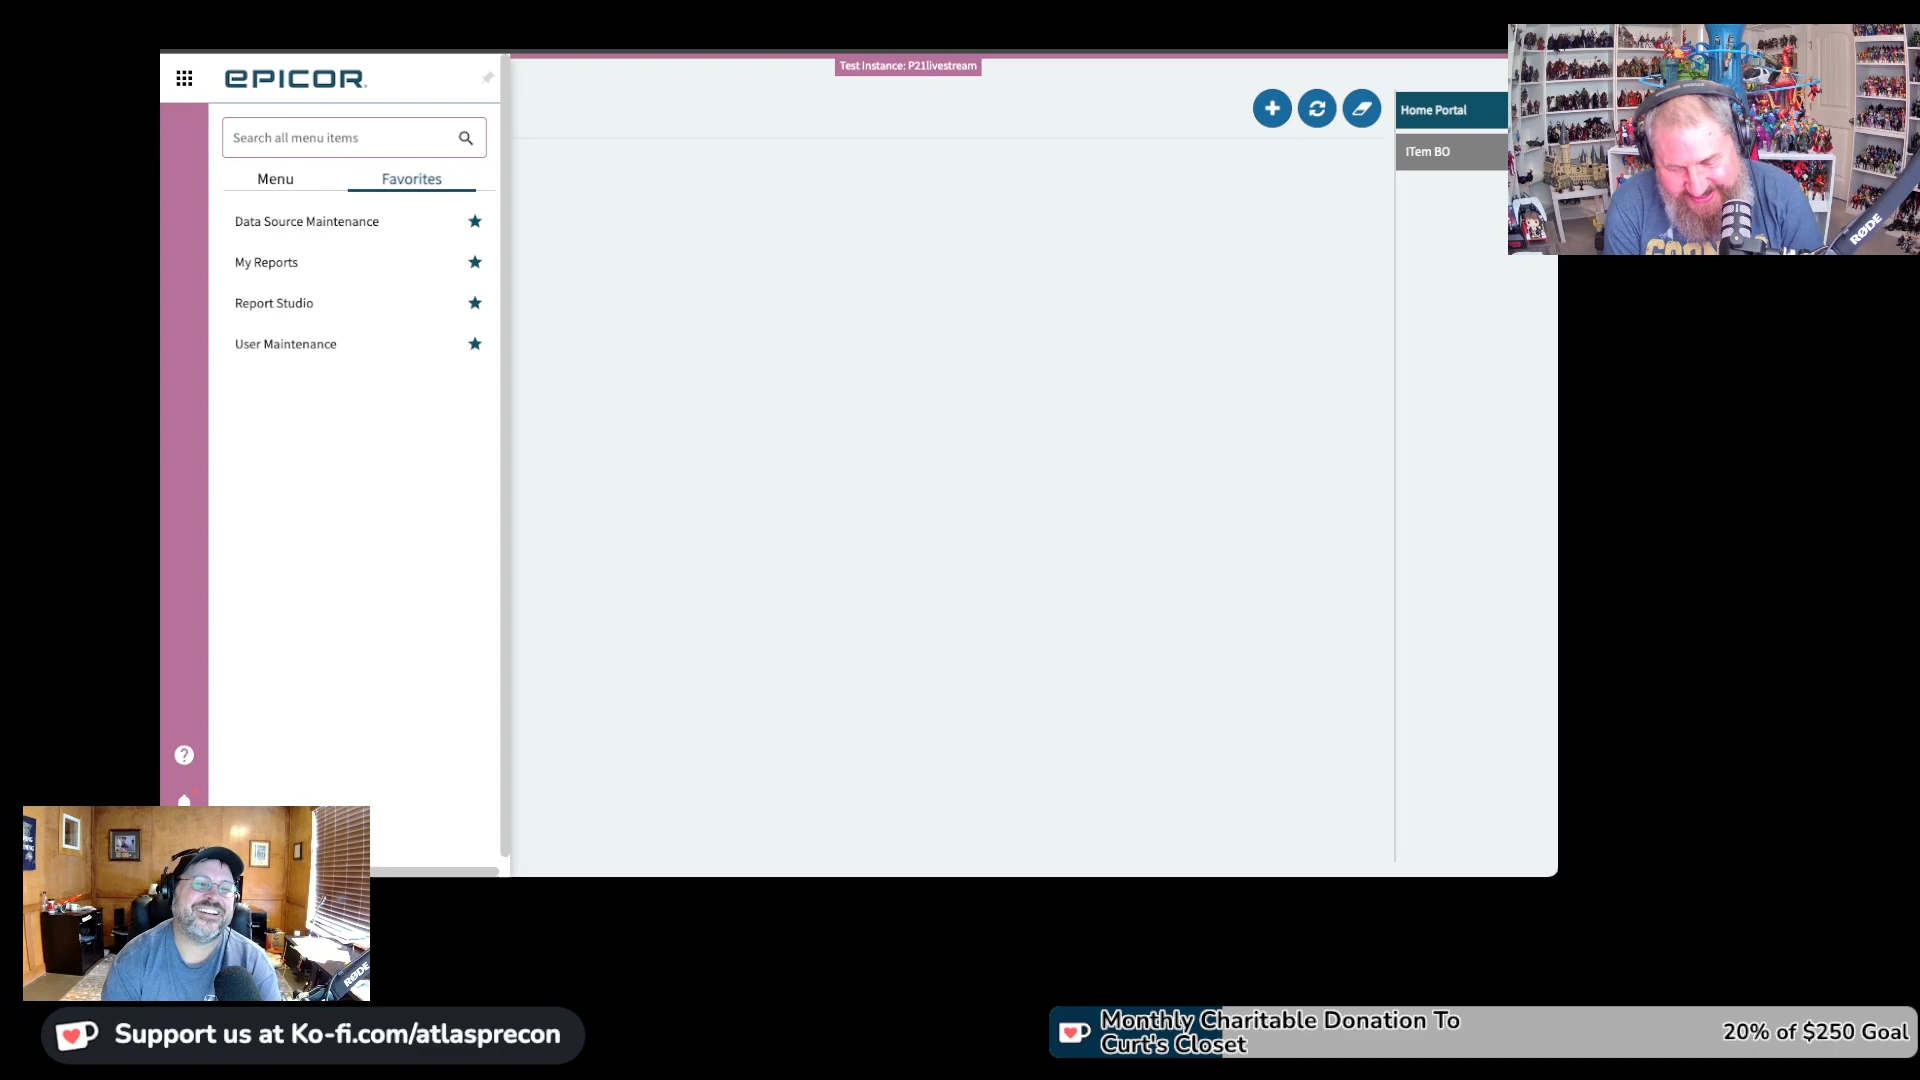 EPICOR
Test Instance: P21livestream
Search all menu items
Menu
Favorites
Data Source Maintenance
My Reports
Report Studio
User Maintenance
Home Portal
ITem BO
RØDE
RØDE
Support us at Ko-fi.com/atlasprecon
Monthly Charitable Donation To
Curt's Closet
20% of $250 Goal